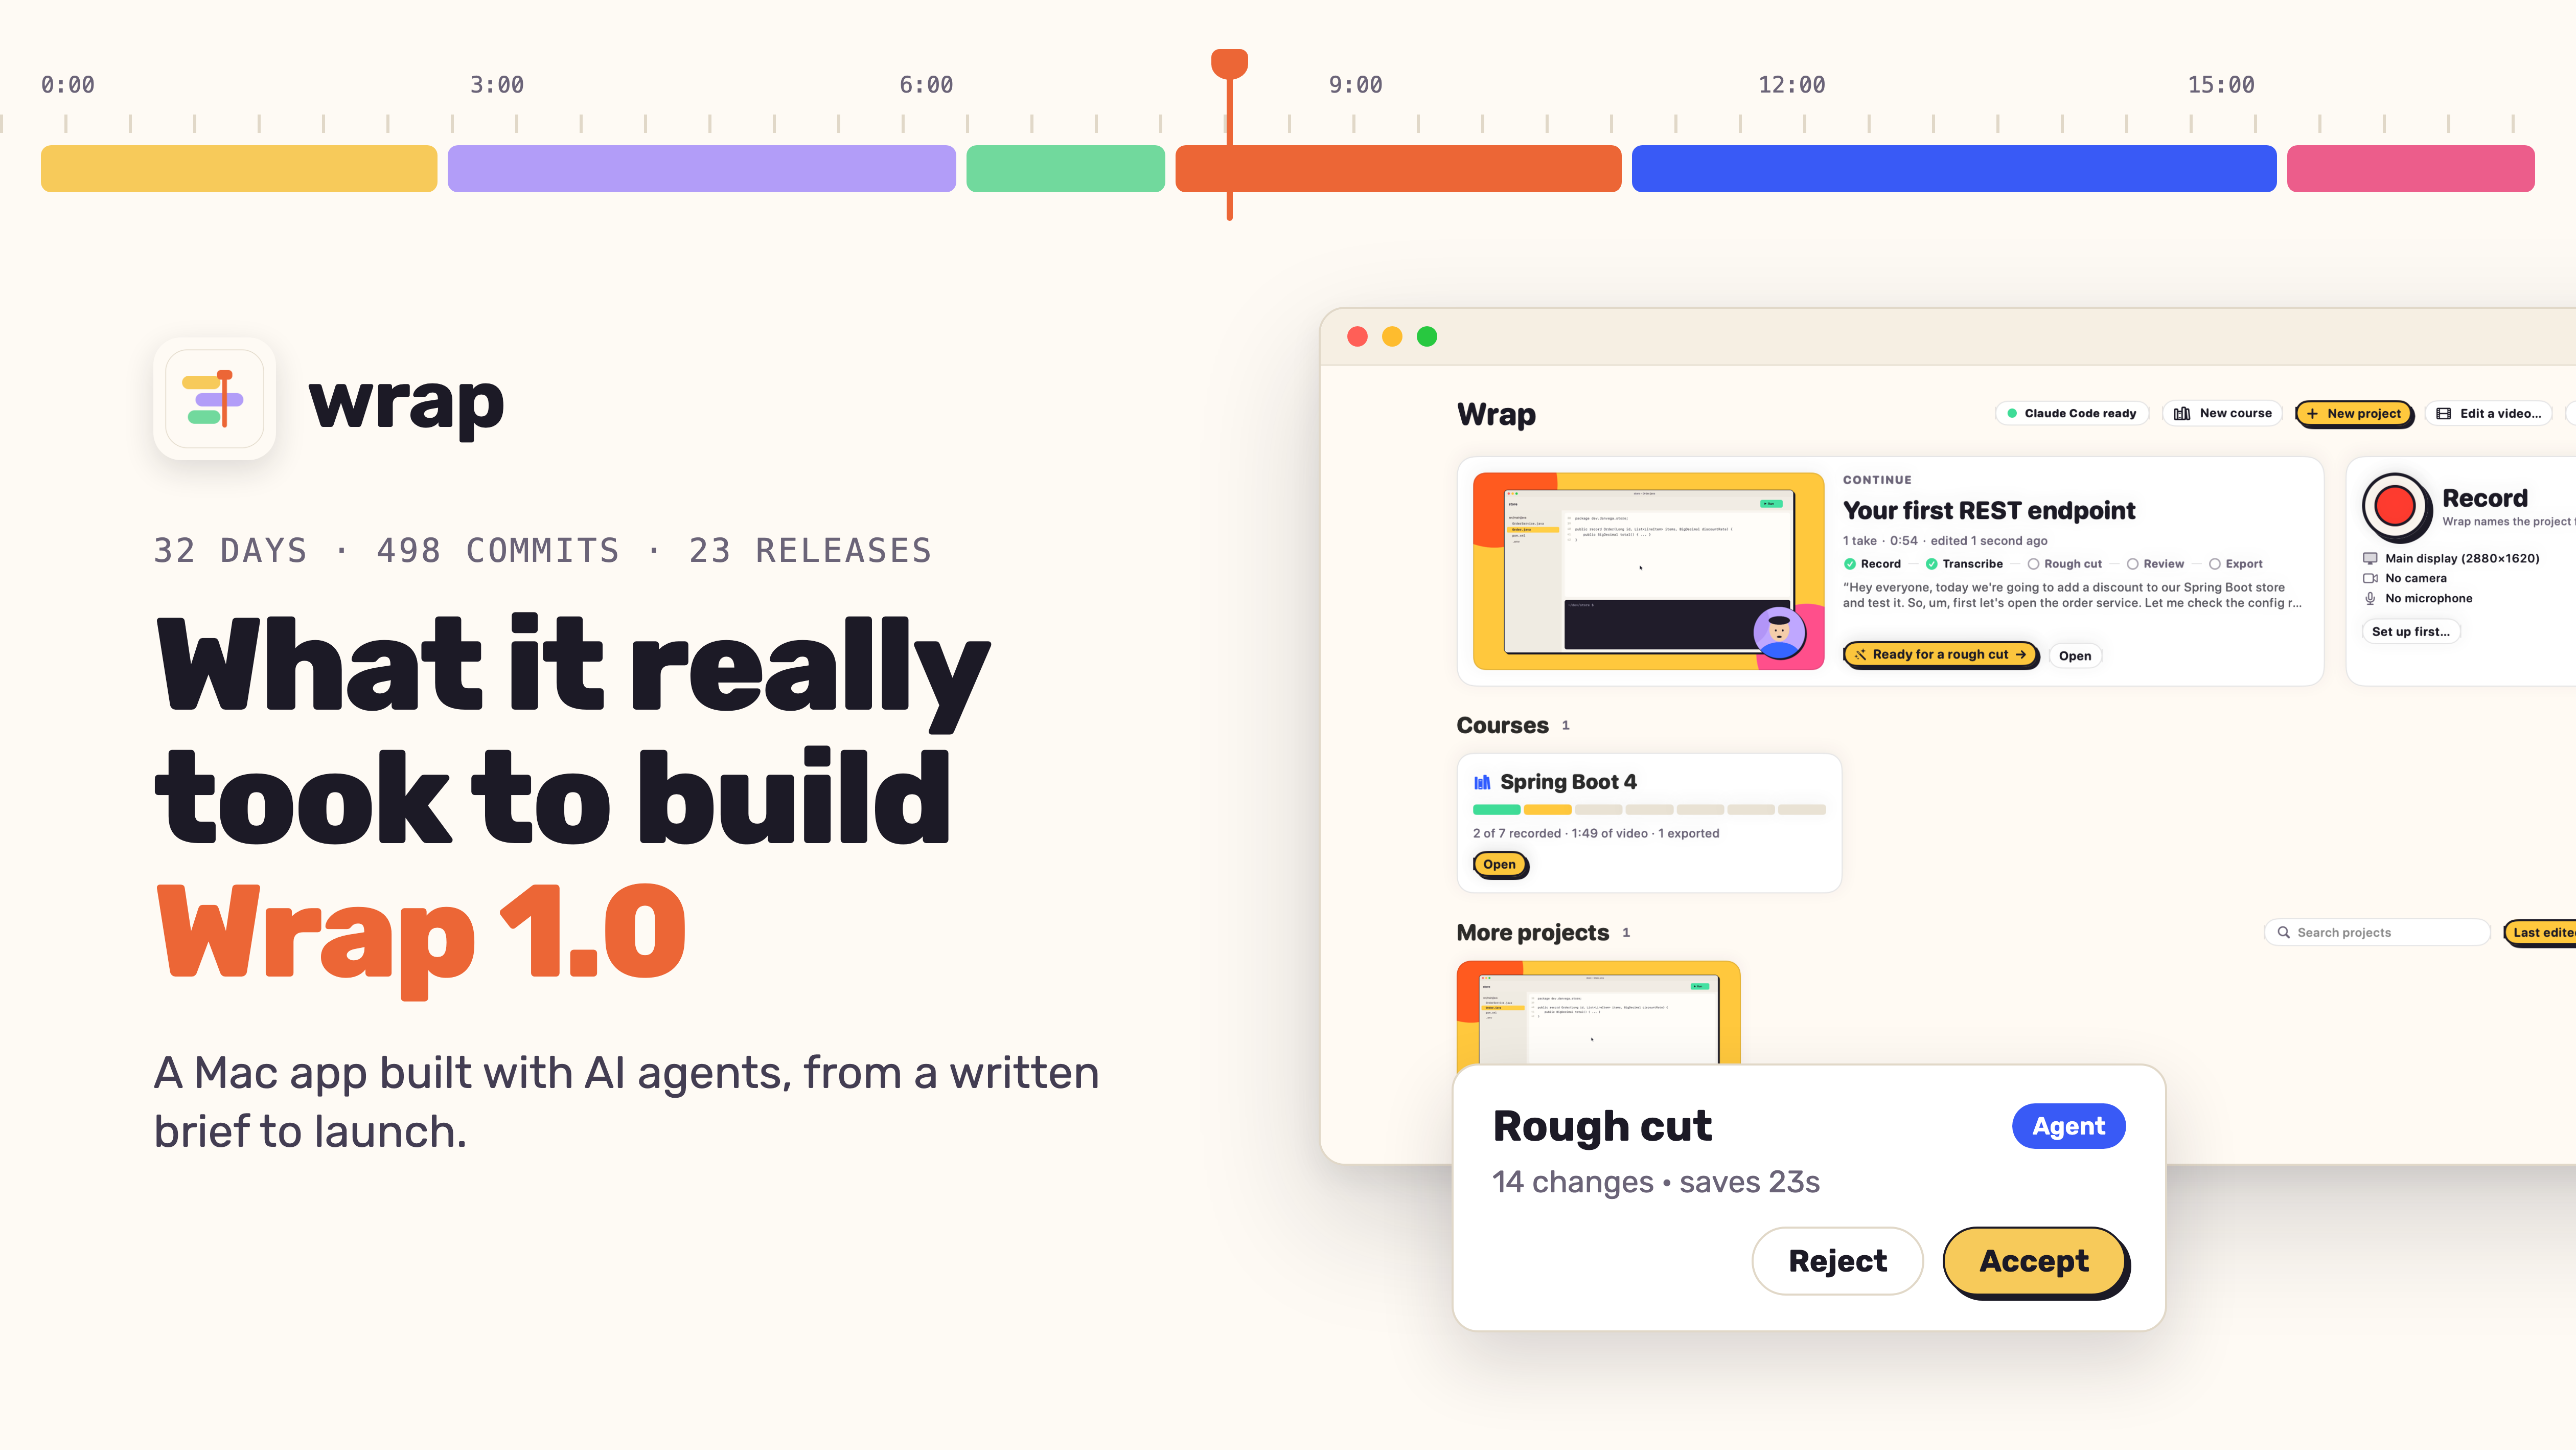 0:00 3:00 6:00 9:00 12:00 15:00
wrap
32 DAYS · 498 COMMITS · 23 RELEASES
What it really
took to build
Wrap 1.0
A Mac app built with AI agents, from a written
brief to launch.
Wrap
Claude Code ready
New course
+ New project
Edit a video...
CONTINUE
Your first REST endpoint
1 take · 0:54 · edited 1 second ago
Record Transcribe Rough cut Review Export
“Hey everyone, today we're going to add a discount to our Spring Boot store
and test it. So, um, first let's open the order service. Let me check the config r...
Ready for a rough cut →
Open
Record
Wrap names the project
Main display (2880×1620)
No camera
No microphone
Set up first...
Courses 1
Spring Boot 4
2 of 7 recorded · 1:49 of video · 1 exported
Open
More projects 1
Search projects
Last edited
Rough cut
Agent
14 changes • saves 23s
Reject
Accept